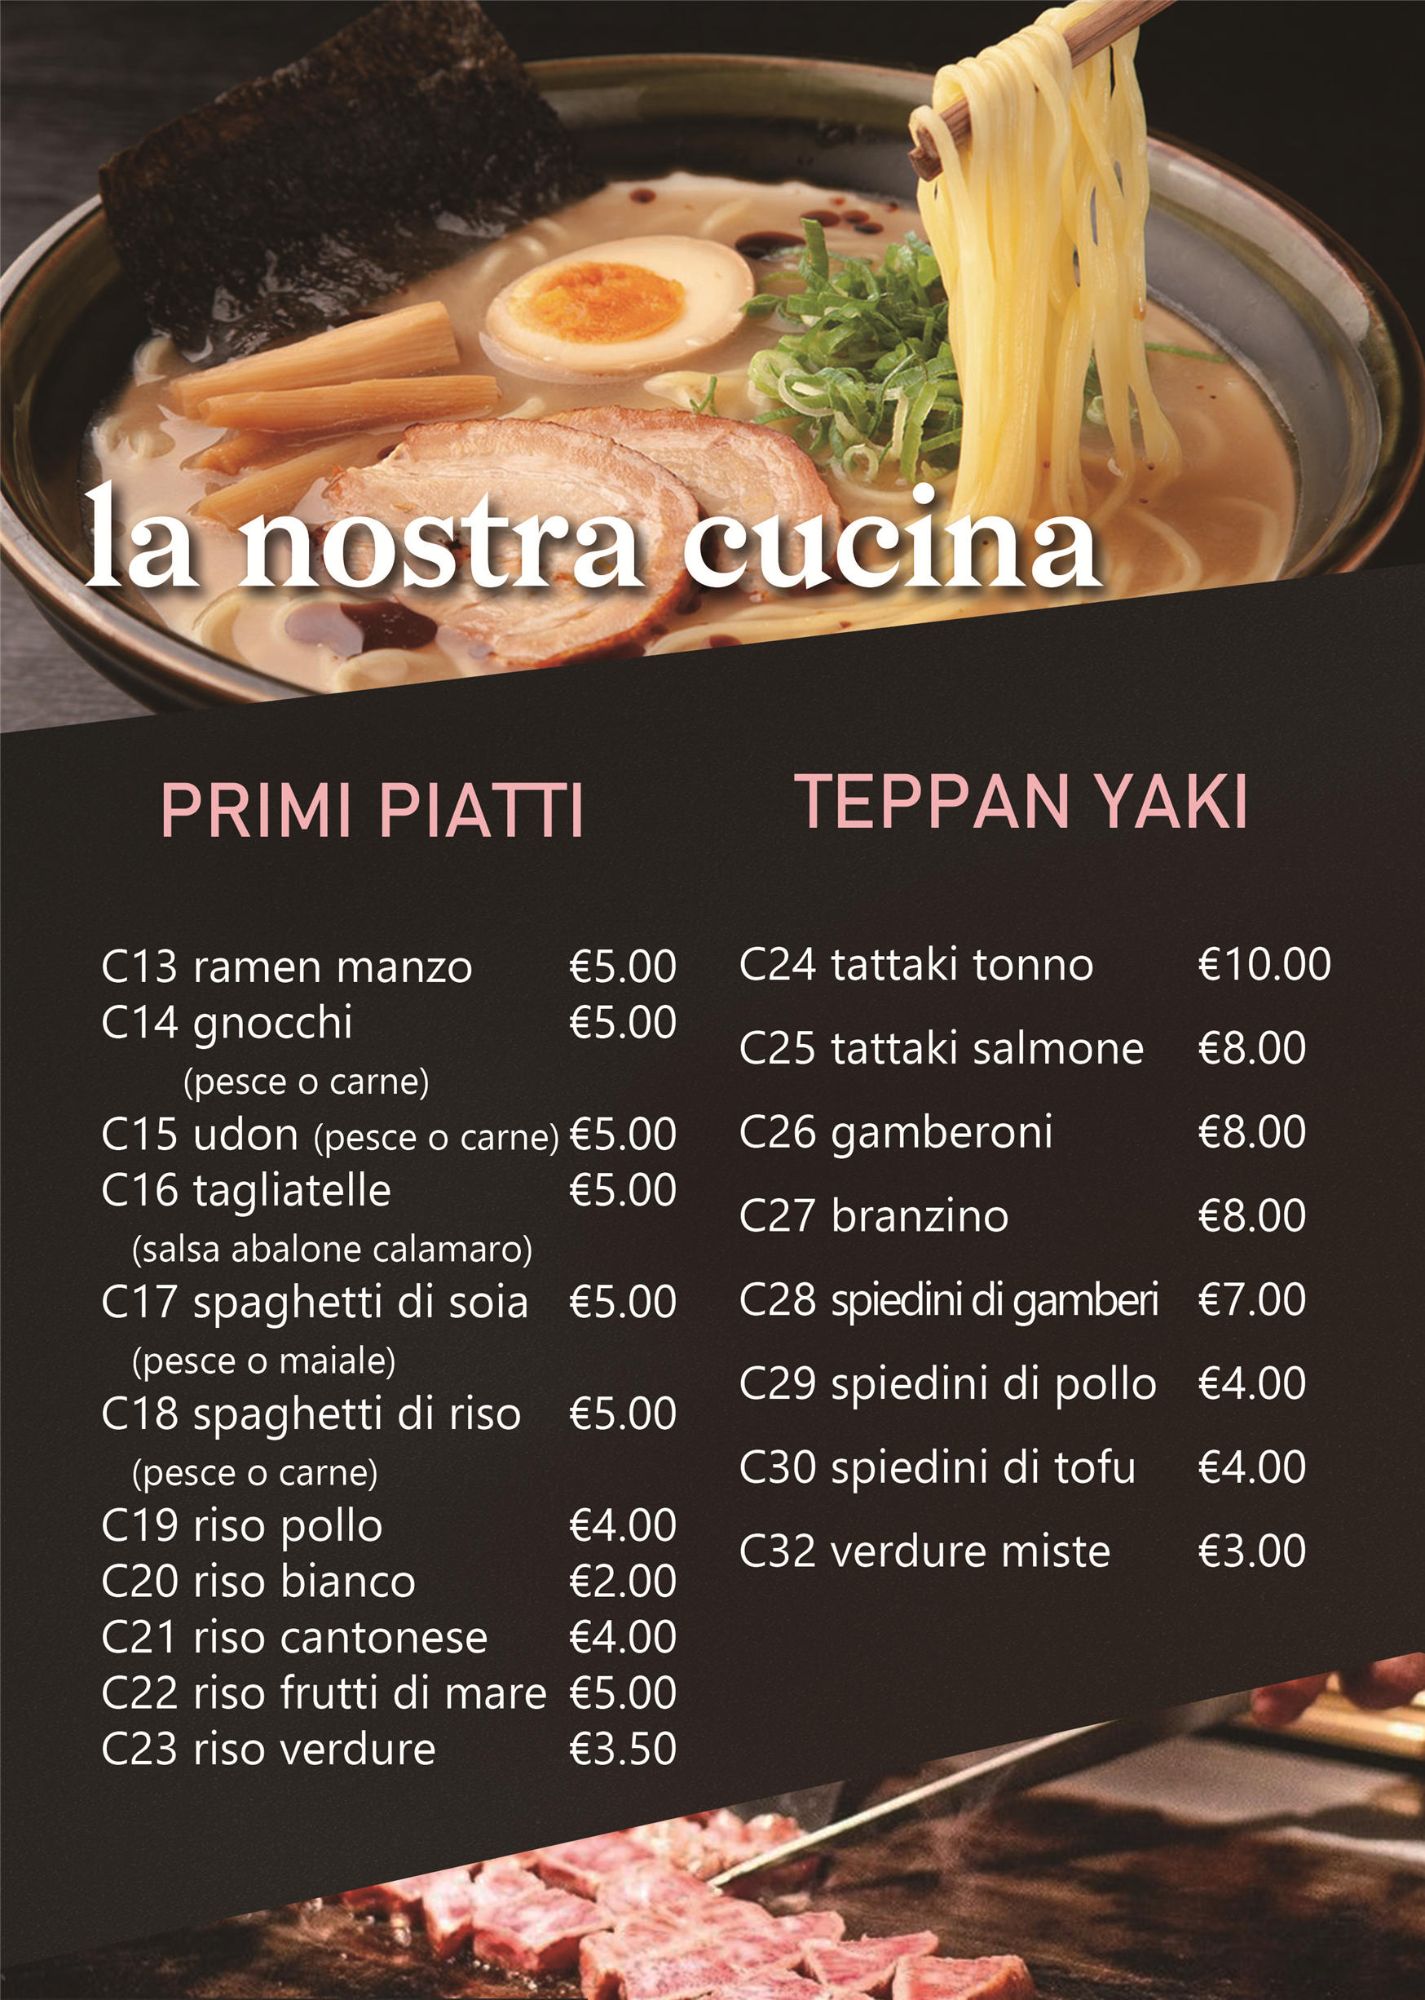 la nostra cucina
PRIMI PIATTI
C13 ramen manzo €5.00
C14 gnocchi €5.00
(pesce o carne)
C15 udon (pesce o carne) €5.00
C16 tagliatelle €5.00
(salsa abalone calamaro)
C17 spaghetti di soia €5.00
(pesce o maiale)
C18 spaghetti di riso €5.00
(pesce o carne)
C19 riso pollo €4.00
C20 riso bianco €2.00
C21 riso cantonese €4.00
C22 riso frutti di mare €5.00
C23 riso verdure €3.50
TEPPAN YAKI
C24 tattaki tonno €10.00
C25 tattaki salmone €8.00
C26 gamberoni €8.00
C27 branzino €8.00
C28 spiedini di gamberi €7.00
C29 spiedini di pollo €4.00
C30 spiedini di tofu €4.00
C32 verdure miste €3.00